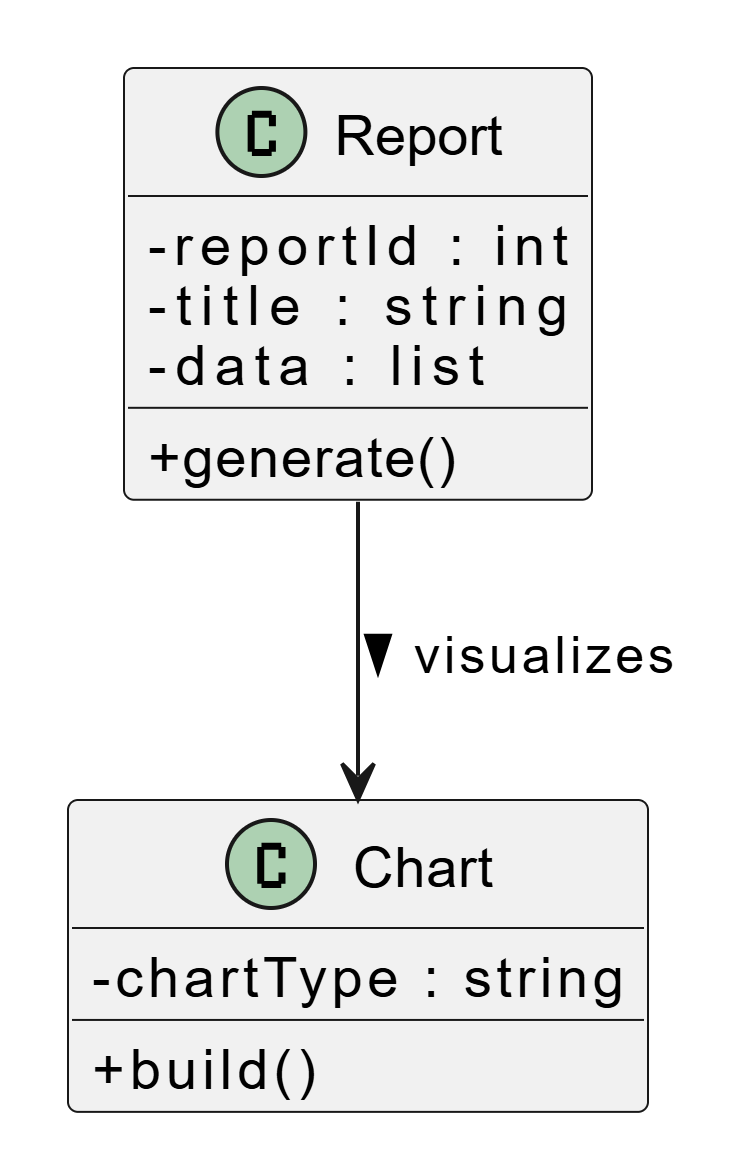 C Report
-reportId : int
-title : string
-data : list
+generate()
visualizes
C Chart
-chartType : string
+build()